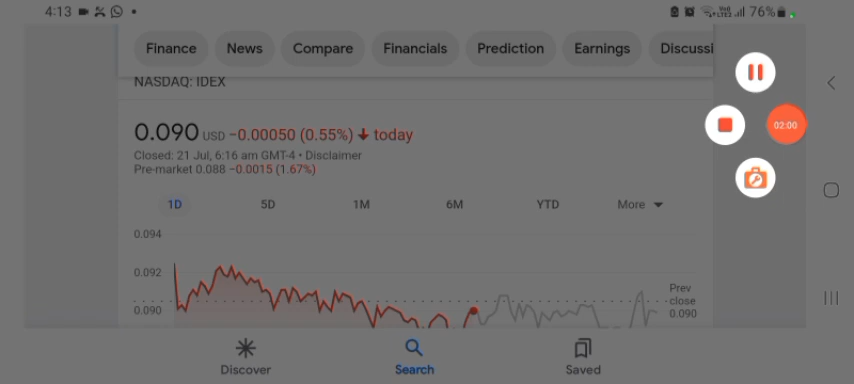 4:13
76%
Finance News Compare Financials Prediction Earnings Discussi
NASDAQ: IDEX
0.090 USD −0.00050 (0.55%) ↓ today
Closed: 21 Jul, 6:16 am GMT-4 • Disclaimer
Pre-market 0.088 −0.0015 (1.67%)
02:00
1D 5D 1M 6M YTD More
0.094
0.092
0.090
Prev
close
0.090
Discover Search Saved